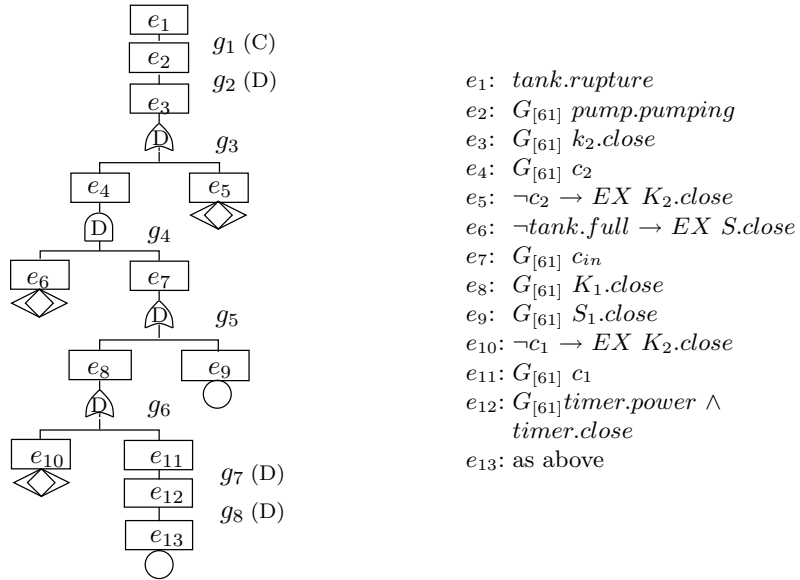 e₁
g₁ (C)
e₂
g₂ (D)
e₃
D
g₃
e₄
e₅
D
g₄
e₆
e₇
D
g₅
e₈
e₉
D
g₆
e₁₀
e₁₁
g₇ (D)
e₁₂
g₈ (D)
e₁₃
e₁: tank.rupture
e₂: G[61] pump.pumping
e₃: G[61] k₂.close
e₄: G[61] c₂
e₅: ¬c₂ → EX K₂.close
e₆: ¬tank.full → EX S.close
e₇: G[61] cᵢₙ
e₈: G[61] K₁.close
e₉: G[61] S₁.close
e₁₀: ¬c₁ → EX K₂.close
e₁₁: G[61] c₁
e₁₂: G[61]timer.power ∧
timer.close
e₁₃: as above